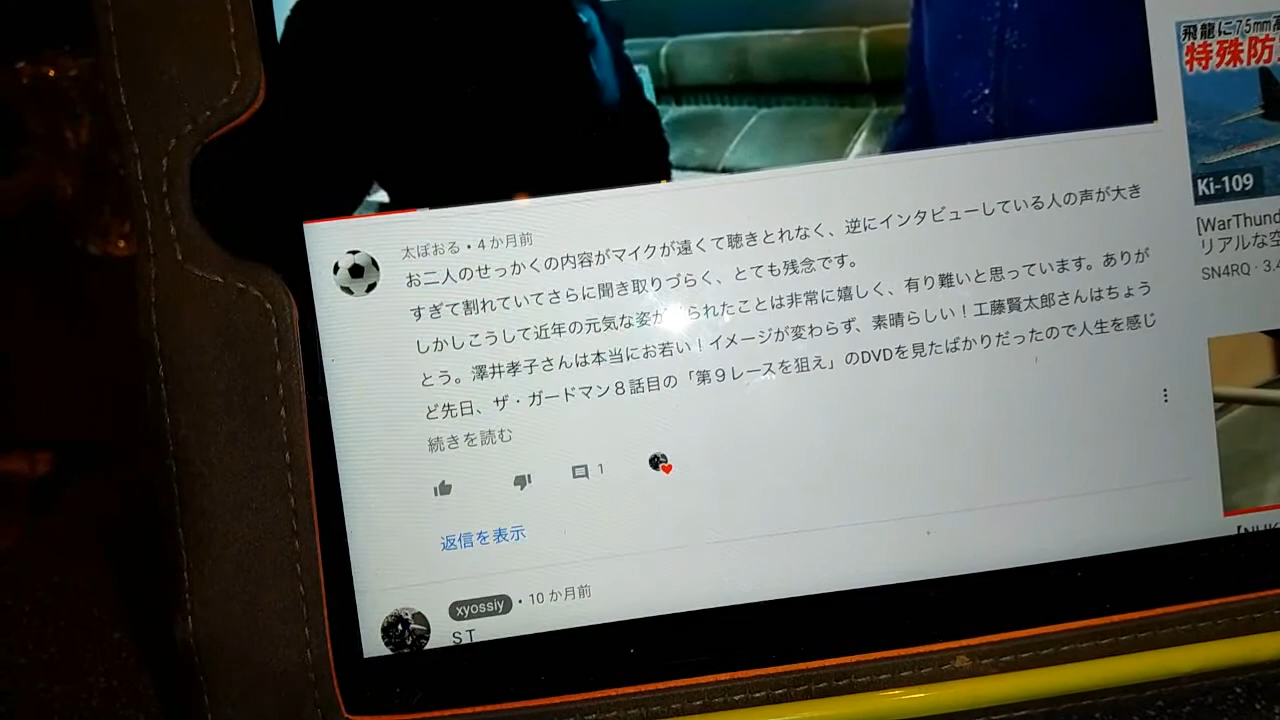 太ぽおる・4か月前
お二人のせっかくの内容がマイクが遠くて聴きとれなく、逆にインタビューしている人の声が大き
すぎて割れていてさらに聞き取りづらく、とても残念です。
しかしこうして近年の元気な姿が られたことは非常に嬉しく、有り難いと思っています。ありが
とう。澤井孝子さんは本当にお若い！イメージが変わらず、素晴らしい！工藤賢太郎さんはちょう
ど先日、ザ・ガードマン８話目の「第９レースを狙え」のDVDを見たばかりだったので人生を感じ
続きを読む
1
返信を表示
xyossiy・10 か月前
S T
飛龍に75mm
特殊防
Ki-109
[WarThund
リアルな空
SN4RQ・3.4